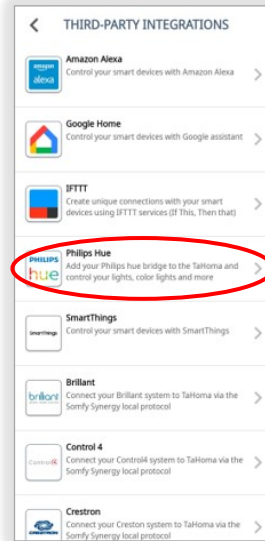 THIRD-PARTY INTEGRATIONS
amazon
alexa
Amazon Alexa
Control your smart devices with Amazon Alexa
Google Home
Control your smart devices with Google assistant
IFTTT
Create unique connections with your smart
devices using IFTTT services (If This, Then that)
PHILIPS
hue
Philips Hue
Add your Philips hue bridge to the TaHoma and
control your lights, color lights and more
SmartThings
SmartThings
Control your smart devices with SmartThings
brilliant
Brillant
Connect your Brillant system to TaHoma via the
Somfy Synergy local protocol
Control4
Control 4
Connect your Control4 system to TaHoma via the
Somfy Synergy local protocol
CRESTRON
Crestron
Connect your Creston system to TaHoma via the
Somfy Synergy local protocol